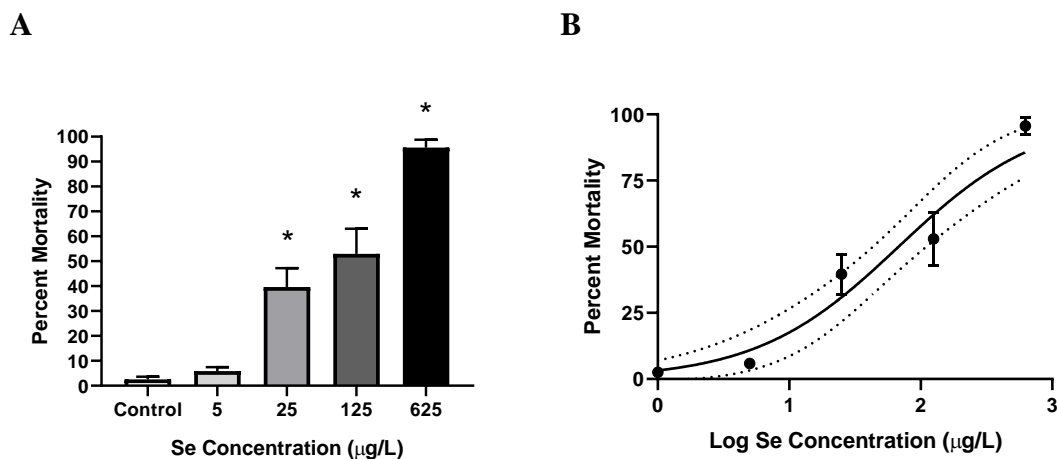 A
B
*
*
*
100
90
80
70
60
50
40
30
20
10
0
Percent Mortality
Control 5 25 125 625
Se Concentration (μg/L)
100
75
50
25
0
Percent Mortality
0 1 2 3
Log Se Concentration (μg/L)